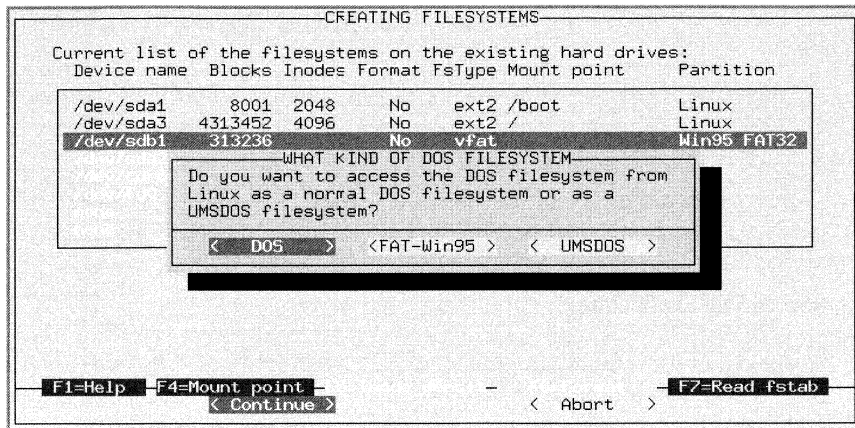 CREATING FILESYSTEMS
Current list of the filesystems on the existing hard drives:
Device name Blocks Inodes Format FsType Mount point Partition
/dev/sda1 8001 2048 No ext2 /boot Linux
/dev/sda3 4313452 4096 No ext2 / Linux
/dev/sdb1 313236 No vfat Win95 FAT32
WHAT KIND OF DOS FILESYSTEM
Do you want to access the DOS filesystem from
Linux as a normal DOS filesystem or as a
UMSDOS filesystem?
< DOS > <FAT-Win95 > < UMSDOS >
F1=Help F4=Mount point F7=Read fstab
< Continue > < Abort >